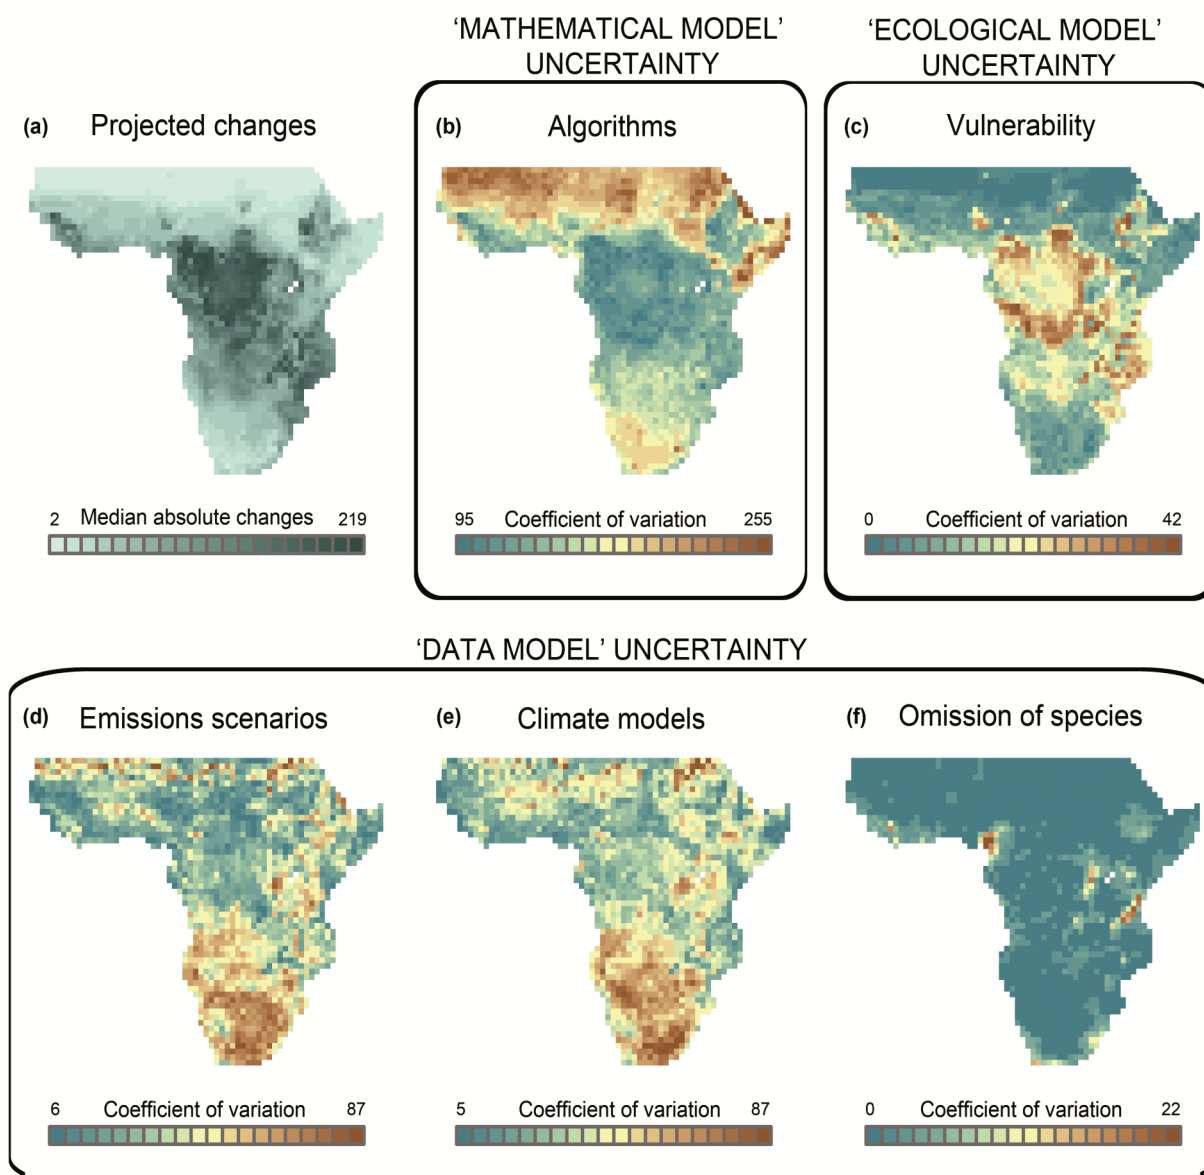 ‘MATHEMATICAL MODEL’
UNCERTAINTY
‘ECOLOGICAL MODEL’
UNCERTAINTY
(a) Projected changes
(b) Algorithms
(c) Vulnerability
2 Median absolute changes 219
95 Coefficient of variation 255
0 Coefficient of variation 42
‘DATA MODEL’ UNCERTAINTY
(d) Emissions scenarios
(e) Climate models
(f) Omission of species
6 Coefficient of variation 87
5 Coefficient of variation 87
0 Coefficient of variation 22